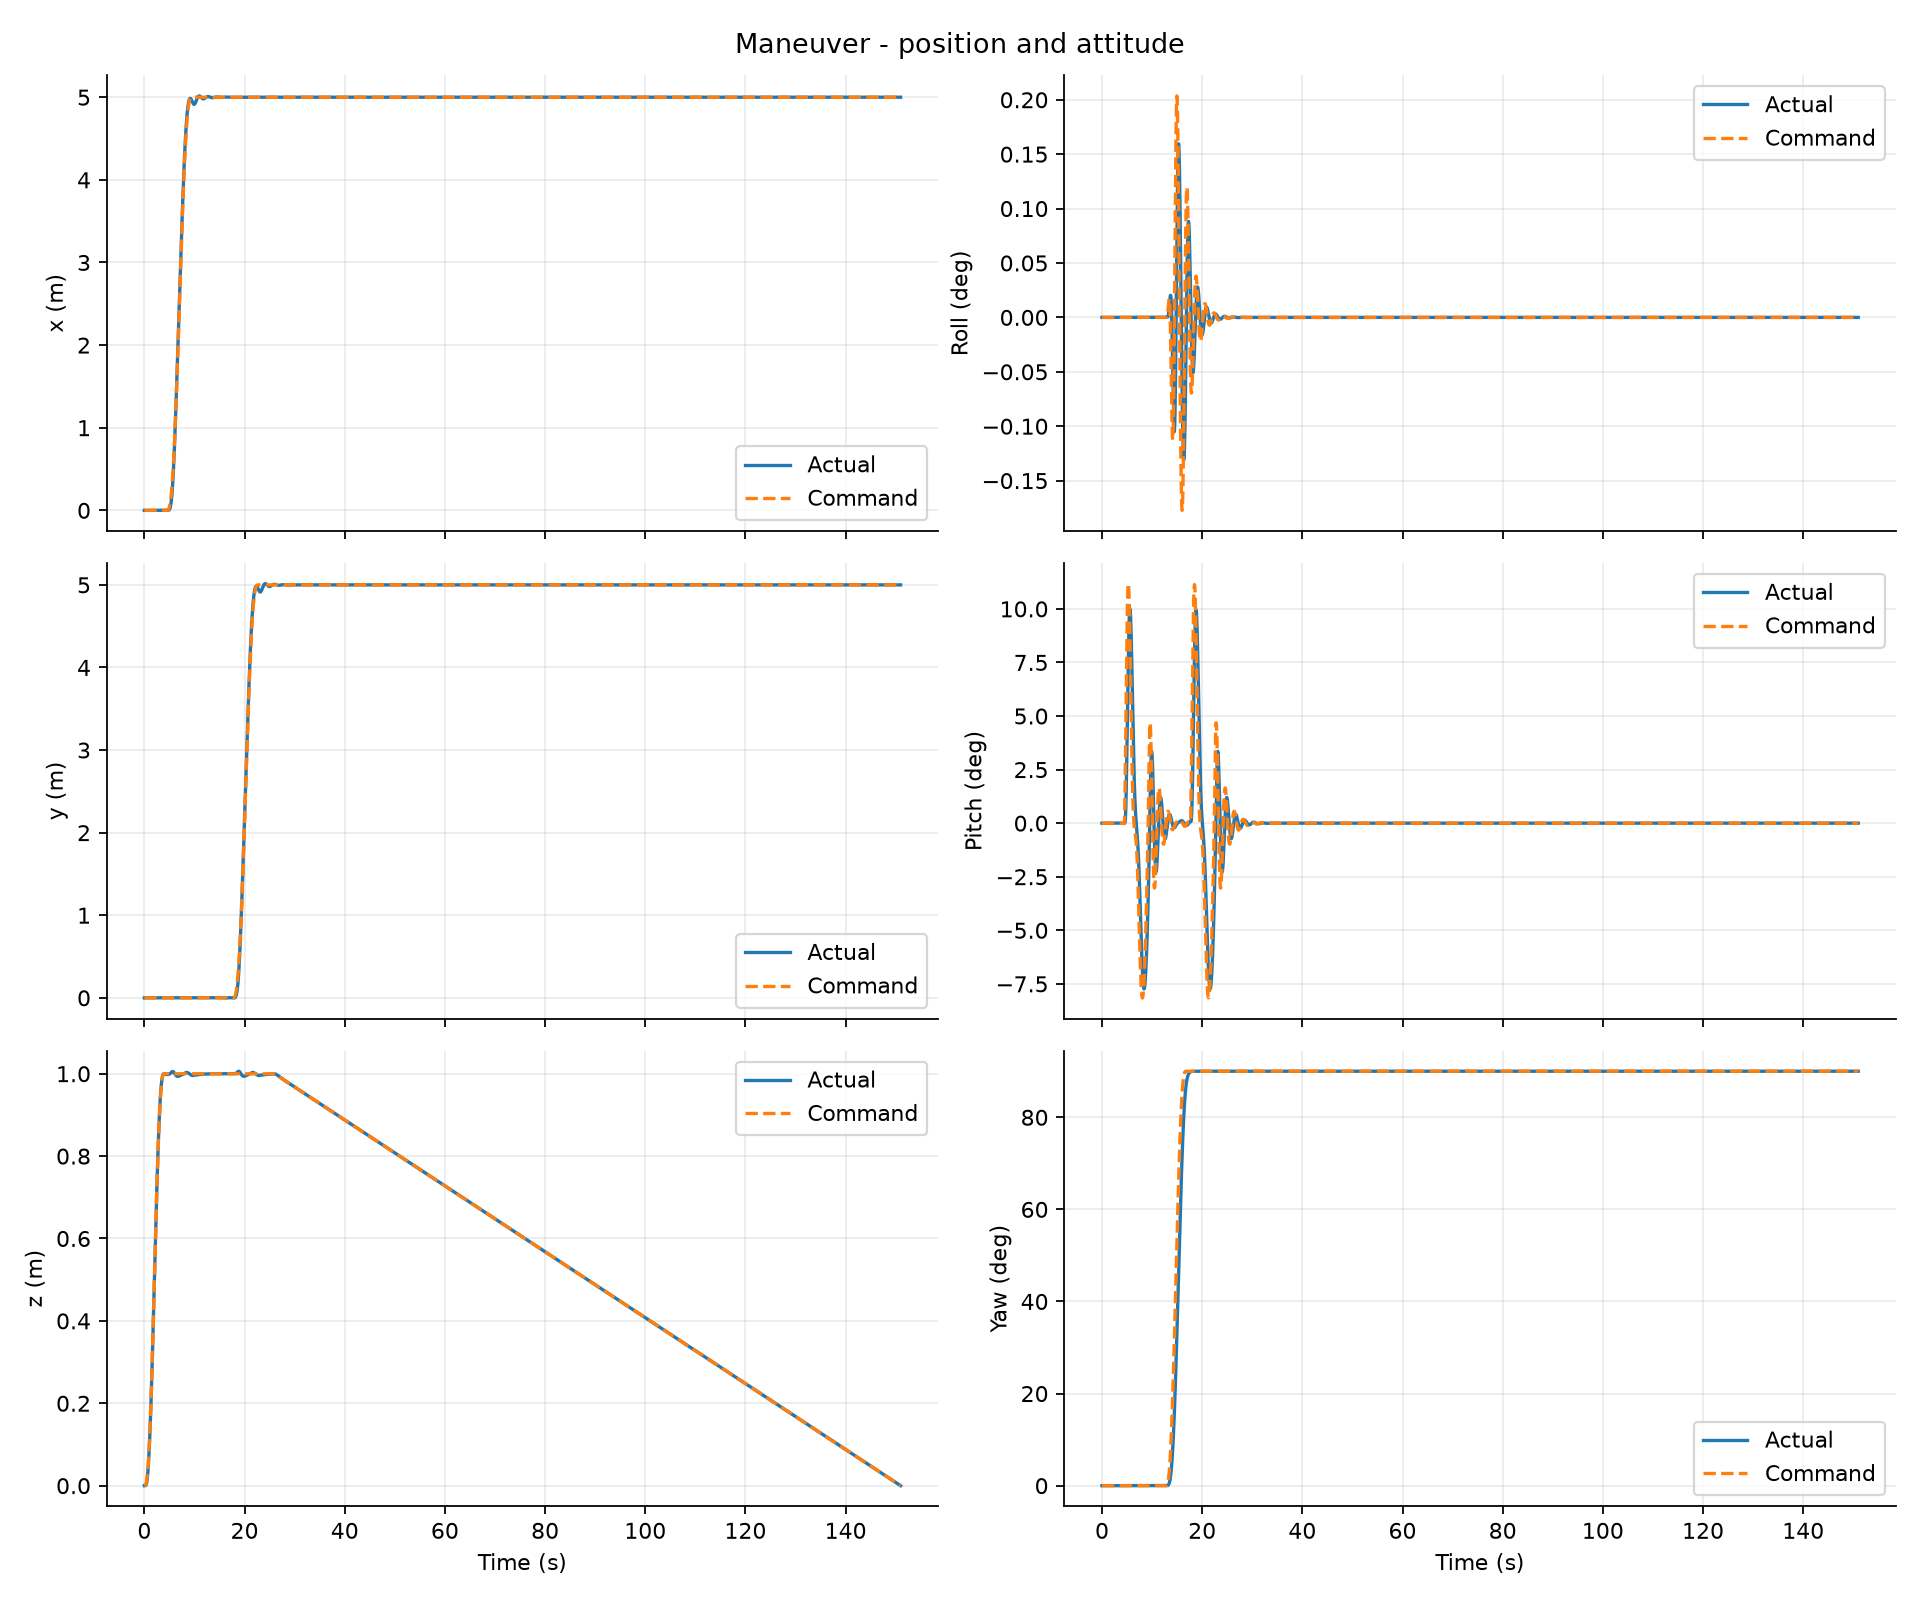 Maneuver - position and attitude
x (m)
5
4
3
2
1
0
Actual
Command
Roll (deg)
0.20
0.15
0.10
0.05
0.00
−0.05
−0.10
−0.15
Actual
Command
y (m)
5
4
3
2
1
0
Actual
Command
Pitch (deg)
10.0
7.5
5.0
2.5
0.0
−2.5
−5.0
−7.5
Actual
Command
z (m)
1.0
0.8
0.6
0.4
0.2
0.0
Actual
Command
0 20 40 60 80 100 120 140
Time (s)
Yaw (deg)
80
60
40
20
0
Actual
Command
0 20 40 60 80 100 120 140
Time (s)